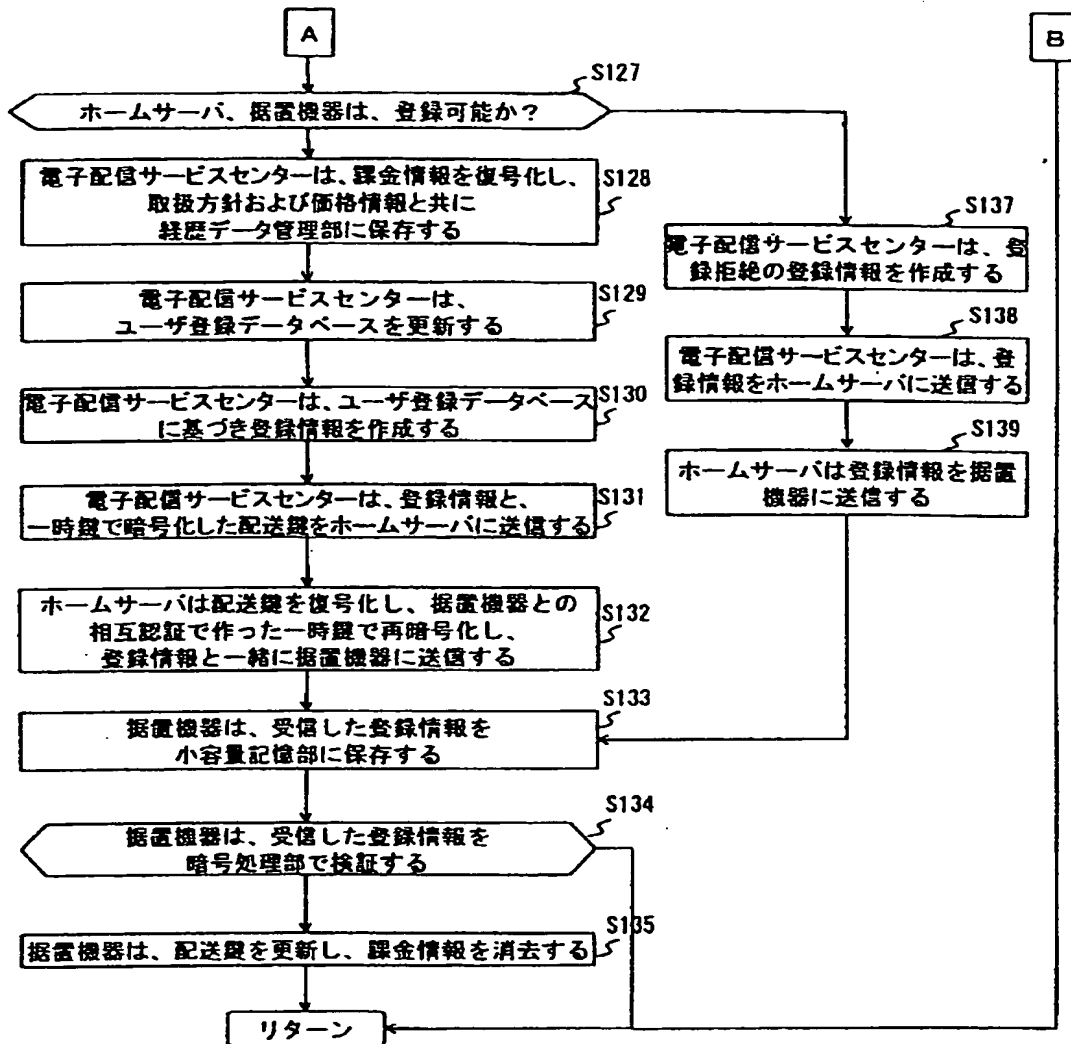 A
B
S127
ホームサーバ、据置機器は、登録可能か？
電子配信サービスセンターは、課金情報を復号化し、
取扱方針および価格情報と共に
経歴データ管理部に保存する
S128
S137
電子配信サービスセンターは、登
録拒絶の登録情報を作成する
電子配信サービスセンターは、
ユーザ登録データベースを更新する
S129
S138
電子配信サービスセンターは、登
録情報をホームサーバに送信する
電子配信サービスセンターは、ユーザ登録データベース
に基づき登録情報を作成する
S130
S139
ホームサーバは登録情報を据置
機器に送信する
電子配信サービスセンターは、登録情報と、
一時鍵で暗号化した配送鍵をホームサーバに送信する
S131
ホームサーバは配送鍵を復号化し、据置機器との
相互認証で作った一時鍵で再暗号化し、
登録情報と一緒に据置機器に送信する
S132
S133
据置機器は、受信した登録情報を
小容量記憶部に保存する
S134
据置機器は、受信した登録情報を
暗号処理部で検証する
S135
据置機器は、配送鍵を更新し、課金情報を消去する
リターン